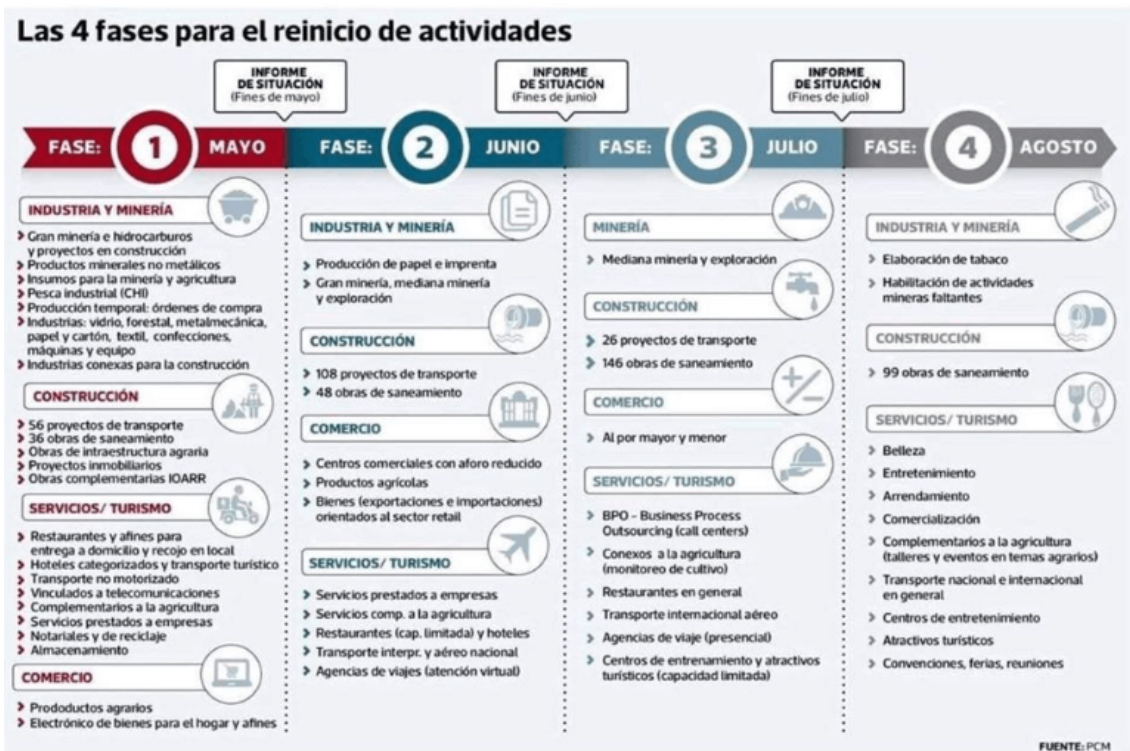 Las 4 fases para el reinicio de actividades
INFORME
DE SITUACIÓN
(Fines de mayo)
INFORME
DE SITUACIÓN
(Fines de junio)
INFORME
DE SITUACIÓN
(Fines de julio)
FASE: 1 MAYO
INDUSTRIA Y MINERÍA
Gran minería e hidrocarburos
y proyectos en construcción
Productos minerales no metálicos
Insumos para la minería y agricultura
Pesca industrial (CHI)
Producción temporal: órdenes de compra
Industrias: vidrio, forestal, metalmecánica,
papel y cartón, textil, confecciones,
máquinas y equipo
Industrias conexas para la construcción
CONSTRUCCIÓN
56 proyectos de transporte
36 obras de saneamiento
Obras de intraestructura agraria
Proyectos inmobiliarios
Obras complementarias IOARR
SERVICIOS/ TURISMO
Restaurantes y afines para
entrega a domicilio y recojo en local
Hoteles categorizados y transporte turístico
Transporte no motorizado
Vinculados a telecomunicaciones
Complementarios a la agricultura
Servicios prestados a empresas
Notariales y de reciclaje
Almacenamiento
COMERCIO
Prodoductos agrarios
Electrónico de bienes para el hogar y afines
FASE: 2 JUNIO
INDUSTRIA Y MINERÍA
Producción de papel e imprenta
Gran minería, mediana minería
y exploración
CONSTRUCCIÓN
108 proyectos de transporte
48 obras de saneamiento
COMERCIO
Centros comerciales con aforo reducido
Productos agrícolas
Bienes (exportaciones e importaciones)
orientados al sector retail
SERVICIOS/ TURISMO
Servicios prestados a empresas
Servicios comp. a la agricultura
Restaurantes (cap. limitada) y hoteles
Transporte interpr. y aéreo nacional
Agencias de viajes (atención virtual)
FASE: 3 JULIO
MINERÍA
Mediana minería y exploración
CONSTRUCCIÓN
26 proyectos de transporte
146 obras de saneamiento
COMERCIO
Al por mayor y menor
SERVICIOS/ TURISMO
BPO - Business Process
Outsourcing (call centers)
Conexos a la agricultura
(monitoreo de cultivo)
Restaurantes en general
Transporte internacional aéreo
Agencias de viaje (presencial)
Centros de entrenamiento y atractivos
turísticos (capacidad limitada)
FASE: 4 AGOSTO
INDUSTRIA Y MINERÍA
Elaboración de tabaco
Habilitación de actividades
mineras faltantes
CONSTRUCCIÓN
99 obras de saneamiento
SERVICIOS/ TURISMO
Belleza
Entretenimiento
Arrendamiento
Comercialización
Complementarios a la agricultura
(talleres y eventos en temas agrarios)
Transporte nacional e internacional
en general
Centros de entretenimiento
Atractivos turísticos
Convenciones, ferias, reuniones
FUENTE: PCM